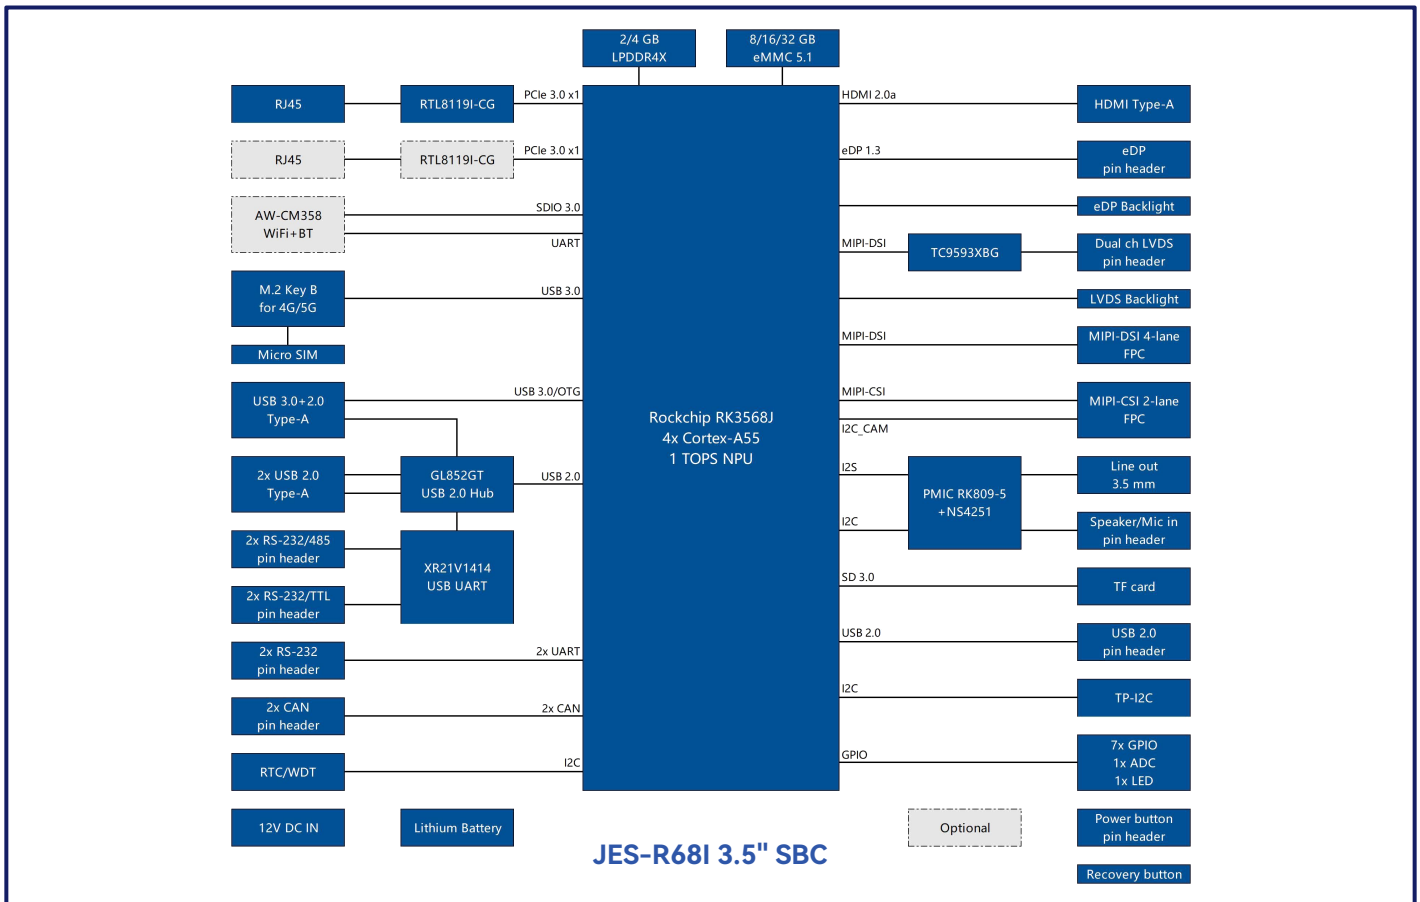 2/4 GB
LPDDR4X
8/16/32 GB
eMMC 5.1
RJ45
RTL8119I-CG
PCIe 3.0 x1
HDMI 2.0a
HDMI Type-A
RJ45
RTL8119I-CG
PCIe 3.0 x1
eDP 1.3
eDP
pin header
AW-CM358
WiFi+BT
SDIO 3.0
UART
eDP Backlight
MIPI-DSI
TC9593XBG
Dual ch LVDS
pin header
M.2 Key B
for 4G/5G
USB 3.0
LVDS Backlight
Micro SIM
MIPI-DSI
MIPI-DSI 4-lane
FPC
USB 3.0+2.0
Type-A
USB 3.0/OTG
MIPI-CSI
I2C_CAM
MIPI-CSI 2-lane
FPC
Rockchip RK3568J
4x Cortex-A55
1 TOPS NPU
2x USB 2.0
Type-A
GL852GT
USB 2.0 Hub
USB 2.0
I2S
I2C
PMIC RK809-5
+NS4251
Line out
3.5 mm
Speaker/Mic in
pin header
2x RS-232/485
pin header
XR21V1414
USB UART
2x RS-232/TTL
pin header
SD 3.0
TF card
2x RS-232
pin header
2x UART
USB 2.0
USB 2.0
pin header
2x CAN
pin header
2x CAN
I2C
TP-I2C
RTC/WDT
I2C
GPIO
7x GPIO
1x ADC
1x LED
12V DC IN
Lithium Battery
Optional
Power button
pin header
JES-R68I 3.5" SBC
Recovery button